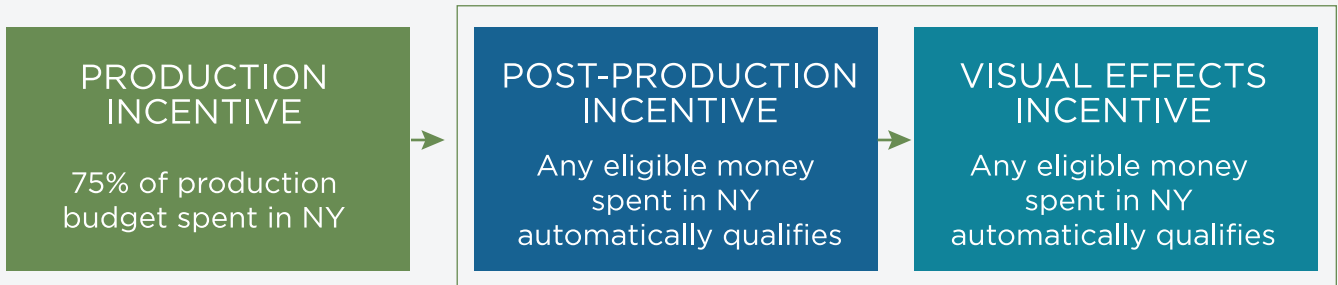 PRODUCTION
INCENTIVE
75% of production
budget spent in NY
POST-PRODUCTION
INCENTIVE
Any eligible money
spent in NY
automatically qualifies
VISUAL EFFECTS
INCENTIVE
Any eligible money
spent in NY
automatically qualifies